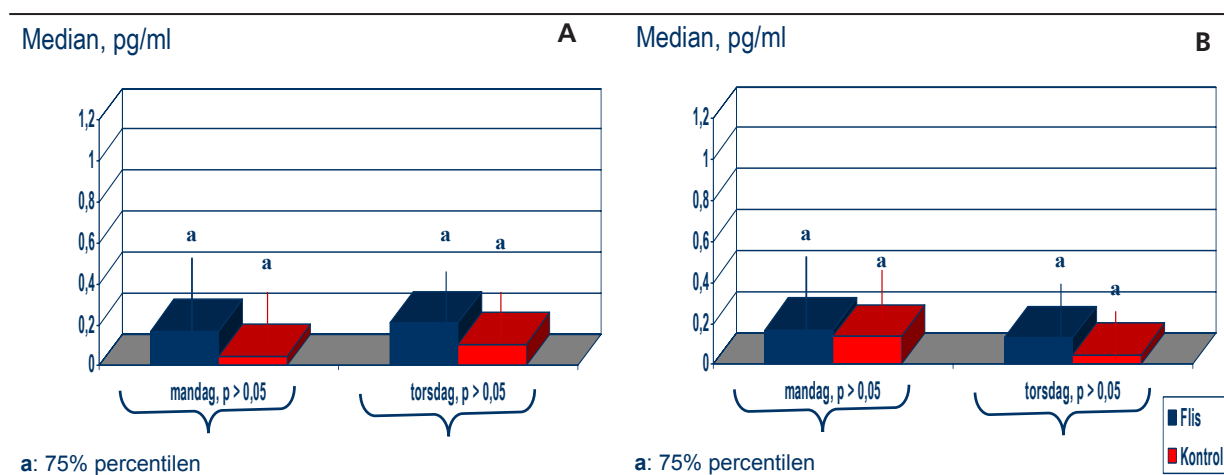 Median, pg/ml
A
1,2
1
0,8
0,6
0,4
0,2
0
a
a
a
a
mandag, p > 0,05
torsdag, p > 0,05
a: 75% percentilen
Median, pg/ml
B
1,2
1
0,8
0,6
0,4
0,2
0
a
a
a
a
mandag, p > 0,05
torsdag, p > 0,05
a: 75% percentilen
Flis
Kontrol